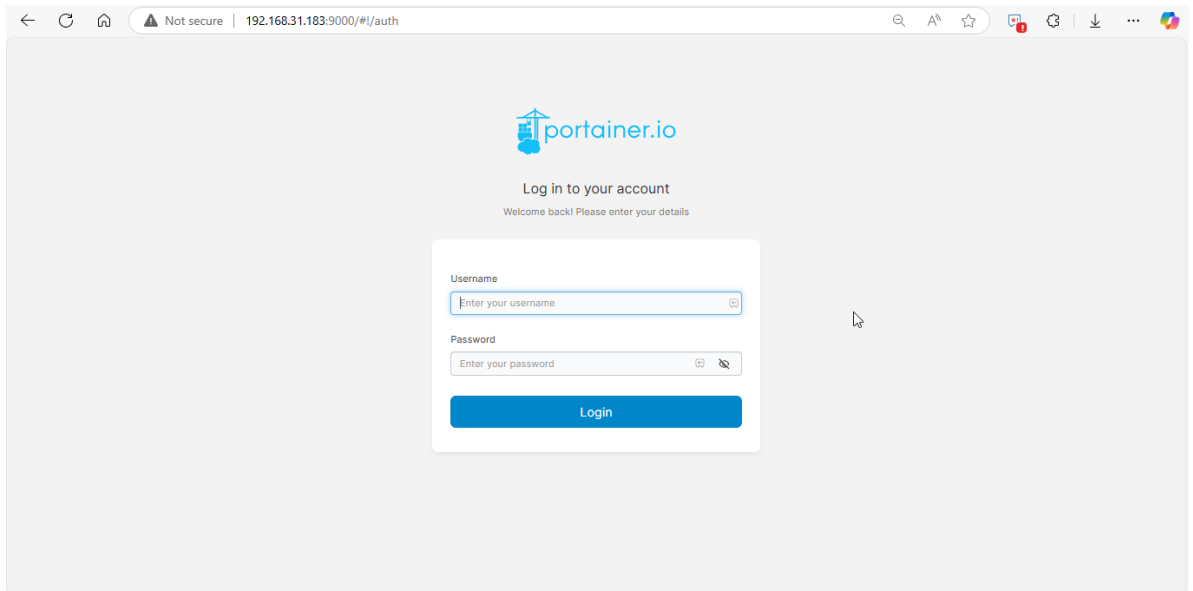 Not secure 192.168.31.183:9000/#!/auth
portainer.io
Log in to your account
Welcome back! Please enter your details
Username
Enter your username
Password
Enter your password
Login